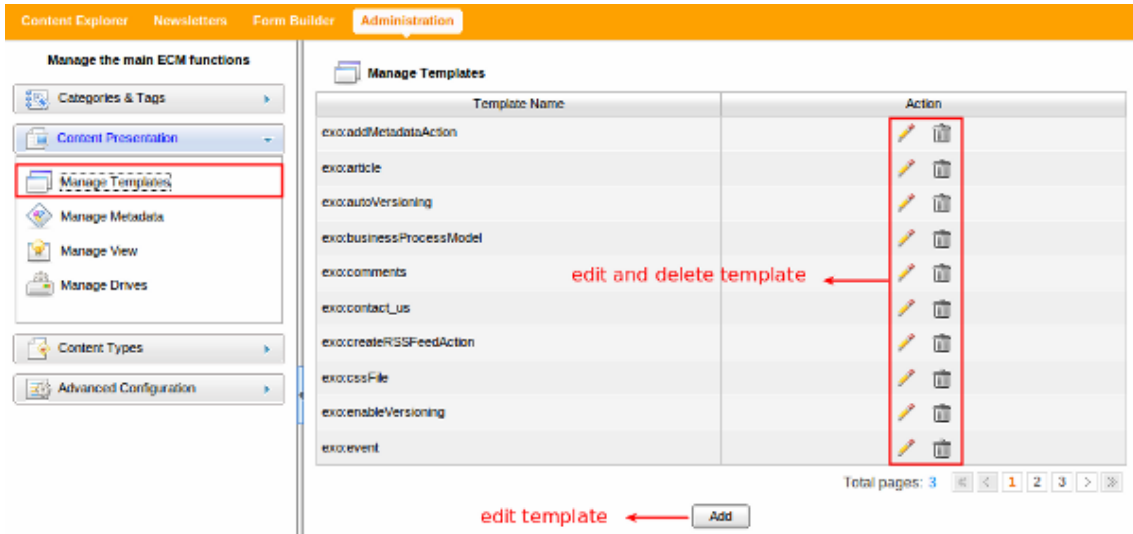 Content Explorer Newsletters Form Builder Administration
Manage the main ECM functions
Categories & Tags
Content Presentation
Manage Templates
Manage Metadata
Manage View
Manage Drives
Content Types
Advanced Configuration
Manage Templates
Template Name Action
exo:addMetadataAction
exo:article
exo:autoVersioning
exo:businessProcessModel
exo:comments
edit and delete template
exo:contact_us
exo:createRSSFeedAction
exo:cssFile
exo:enableVersioning
exo:event
Total pages: 3 « < 1 2 3 > »
edit template Add